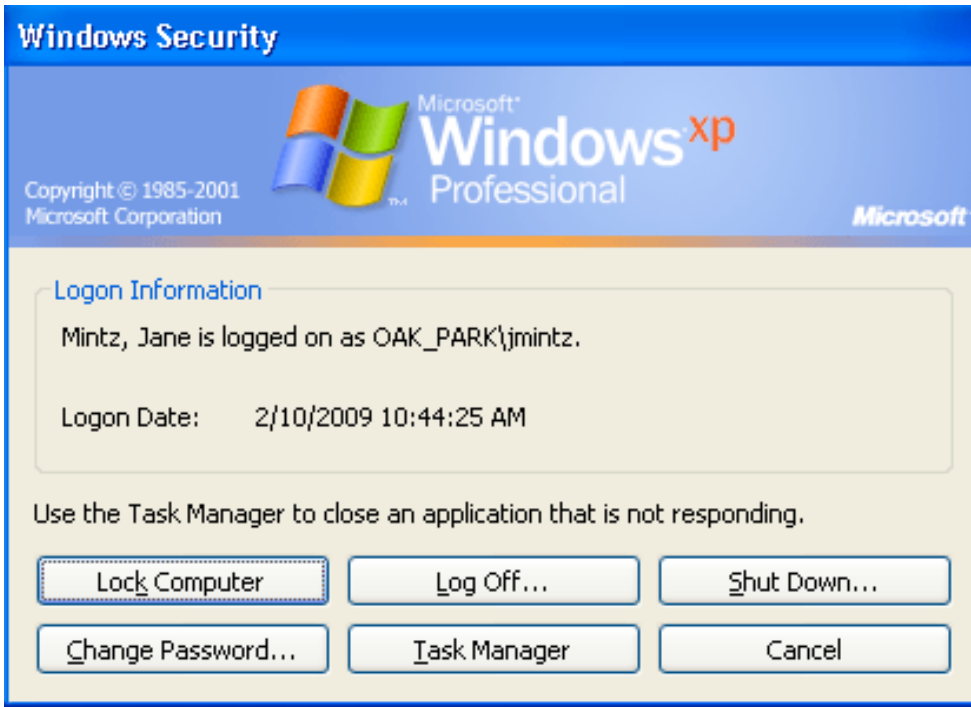 Windows Security
Microsoft®
Windows xp
Professional
TM
Copyright © 1985-2001
Microsoft Corporation
Microsoft
Logon Information
Mintz, Jane is logged on as OAK_PARK\jmintz.
Logon Date: 2/10/2009 10:44:25 AM
Use the Task Manager to close an application that is not responding.
Lock Computer Log Off... Shut Down...
Change Password... Task Manager Cancel